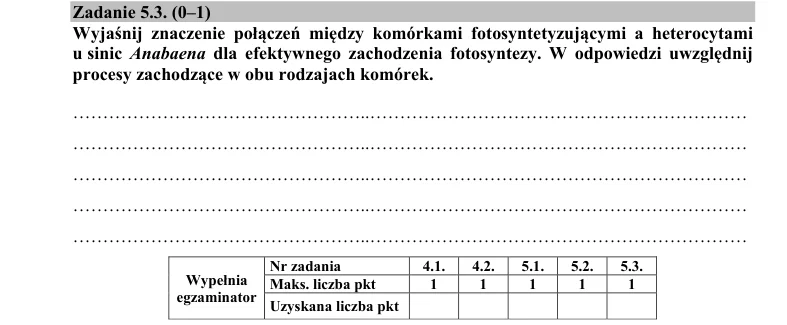 Zadanie 5.3. (0–1)
Wyjaśnij znaczenie połączeń między komórkami fotosyntetyzującymi a heterocytami
u sinic Anabaena dla efektywnego zachodzenia fotosyntezy. W odpowiedzi uwzględnij
procesy zachodzące w obu rodzajach komórek.
……………………………………………..………………………………………………………
……………………………………………..………………………………………………………
……………………………………………..………………………………………………………
……………………………………………..………………………………………………………
……………………………………………..………………………………………………………
Wypełnia egzaminator
Nr zadania 4.1. 4.2. 5.1. 5.2. 5.3.
Maks. liczba pkt 1 1 1 1 1
Uzyskana liczba pkt